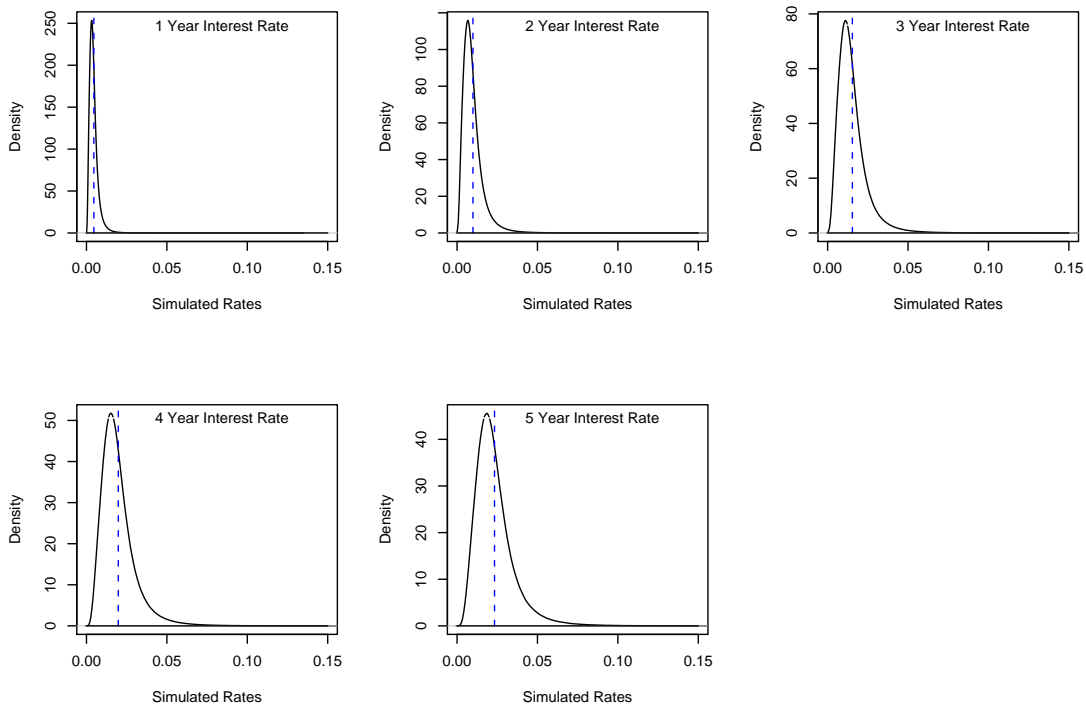 1 Year Interest Rate
Density
0
50
100
150
200
250
0.00 0.05 0.10 0.15
Simulated Rates
2 Year Interest Rate
Density
0
20
40
60
80
100
0.00 0.05 0.10 0.15
Simulated Rates
3 Year Interest Rate
Density
0
20
40
60
80
0.00 0.05 0.10 0.15
Simulated Rates
4 Year Interest Rate
Density
0
10
20
30
40
50
0.00 0.05 0.10 0.15
Simulated Rates
5 Year Interest Rate
Density
0
10
20
30
40
0.00 0.05 0.10 0.15
Simulated Rates